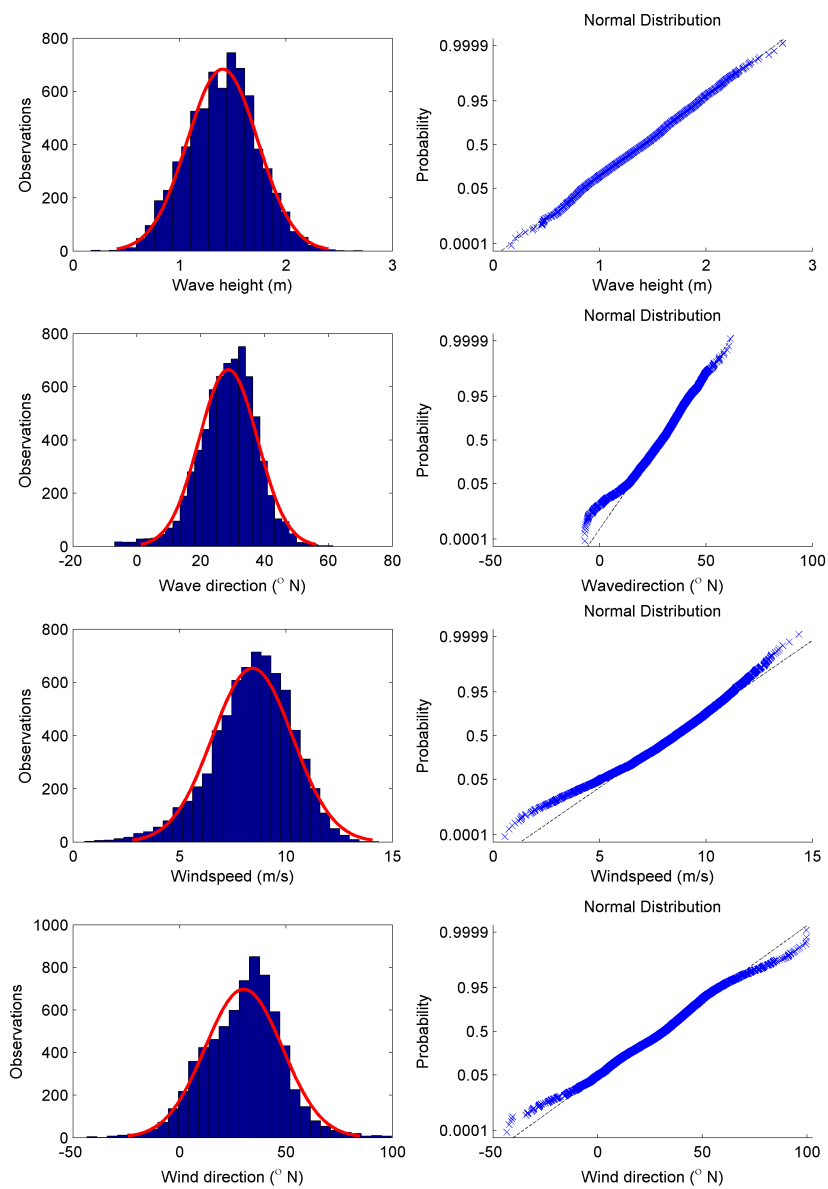 Normal Distribution
800
600
400
200
0
Observations
0 1 2 3
Wave height (m)
0.9999
0.95
0.5
0.05
0.0001
Probability
0 1 2 3
Wave height (m)
Normal Distribution
800
600
400
200
0
Observations
-20 0 20 40 60 80
Wave direction (° N)
0.9999
0.95
0.5
0.05
0.0001
Probability
-50 0 50 100
Wavedirection (° N)
Normal Distribution
800
600
400
200
0
Observations
0 5 10 15
Windspeed (m/s)
0.9999
0.95
0.5
0.05
0.0001
Probability
0 5 10 15
Windspeed (m/s)
Normal Distribution
1000
800
600
400
200
0
Observations
-50 0 50 100
Wind direction (° N)
0.9999
0.95
0.5
0.05
0.0001
Probability
-50 0 50 100
Wind direction (° N)